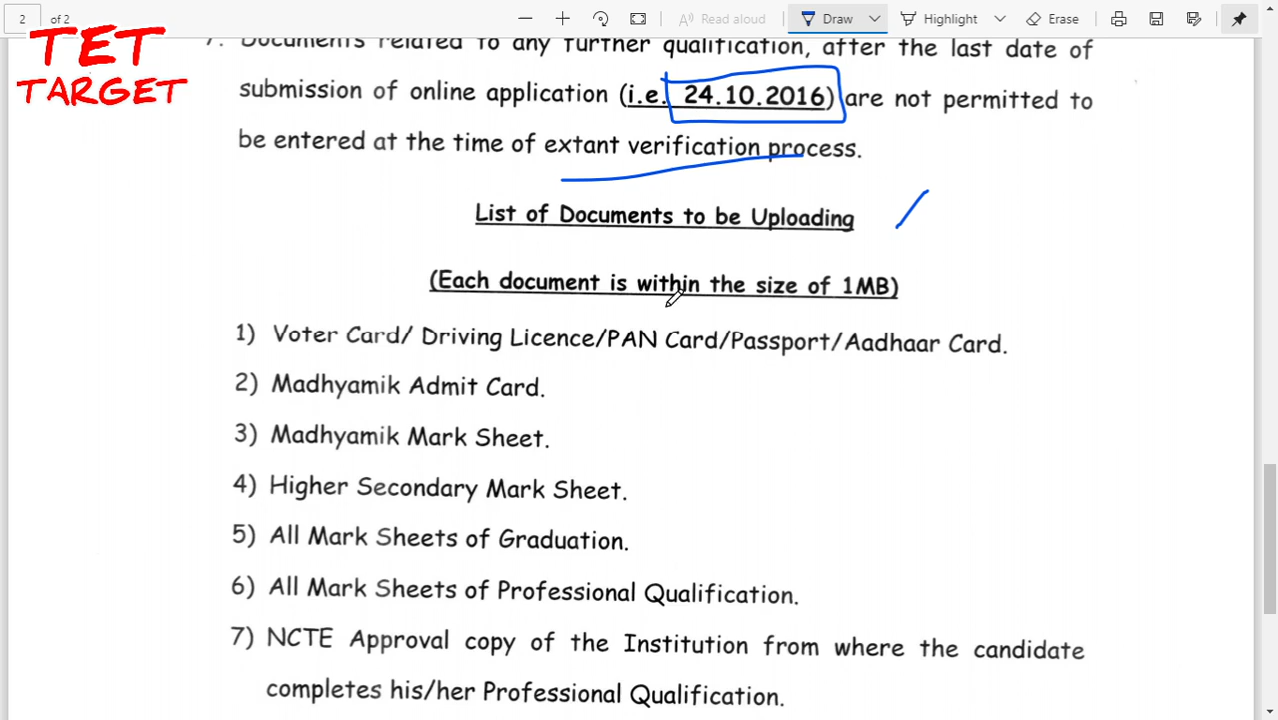 2 of 2
Read aloud
Draw
Highlight
Erase
TET
TARGET
7. Documents related to any further qualification, after the last date of
submission of online application (i.e. 24.10.2016) are not permitted to
be entered at the time of extant verification process.
List of Documents to be Uploading
(Each document is within the size of 1MB)
1) Voter Card/ Driving Licence/PAN Card/Passport/Aadhaar Card.
2) Madhyamik Admit Card.
3) Madhyamik Mark Sheet.
4) Higher Secondary Mark Sheet.
5) All Mark Sheets of Graduation.
6) All Mark Sheets of Professional Qualification.
7) NCTE Approval copy of the Institution from where the candidate
completes his/her Professional Qualification.